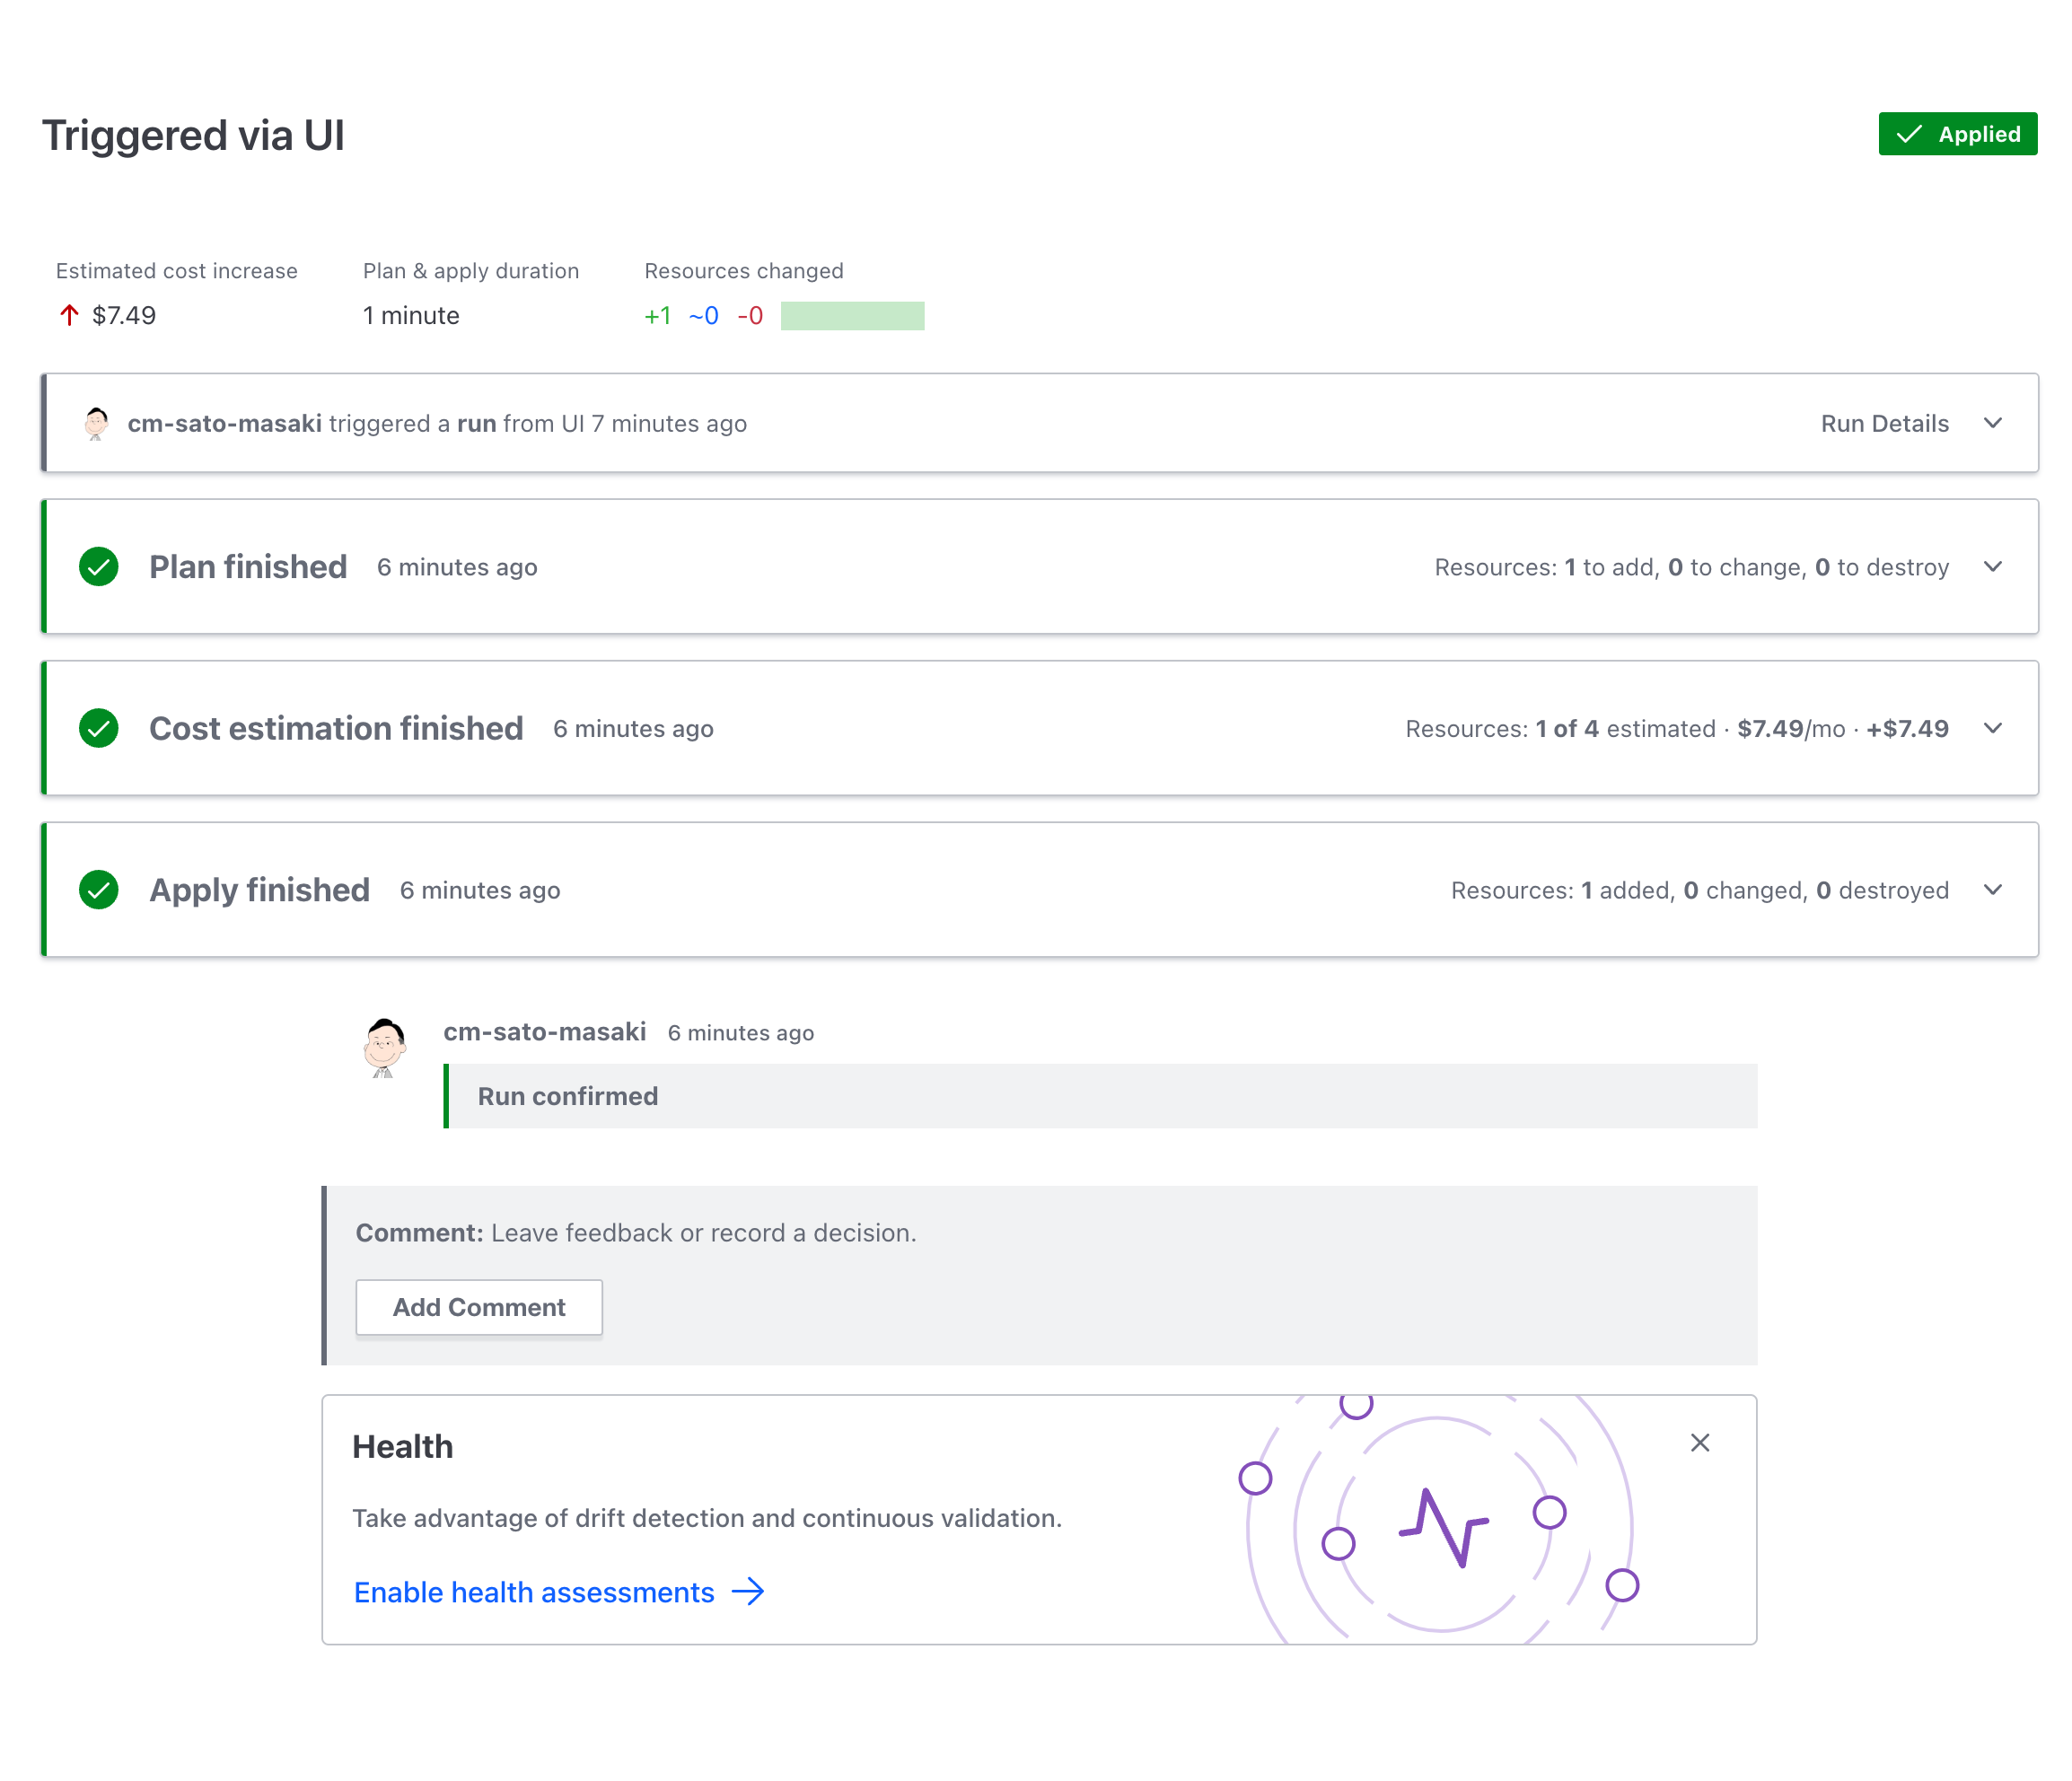 Triggered via UI
Applied
Estimated cost increase
Plan & apply duration
Resources changed
$7.49
1 minute
+1 ~0 -0
cm-sato-masaki triggered a run from UI 7 minutes ago
Run Details
Plan finished 6 minutes ago
Resources: 1 to add, 0 to change, 0 to destroy
Cost estimation finished 6 minutes ago
Resources: 1 of 4 estimated · $7.49/mo · +$7.49
Apply finished 6 minutes ago
Resources: 1 added, 0 changed, 0 destroyed
cm-sato-masaki 6 minutes ago
Run confirmed
Comment: Leave feedback or record a decision.
Add Comment
Health
Take advantage of drift detection and continuous validation.
Enable health assessments